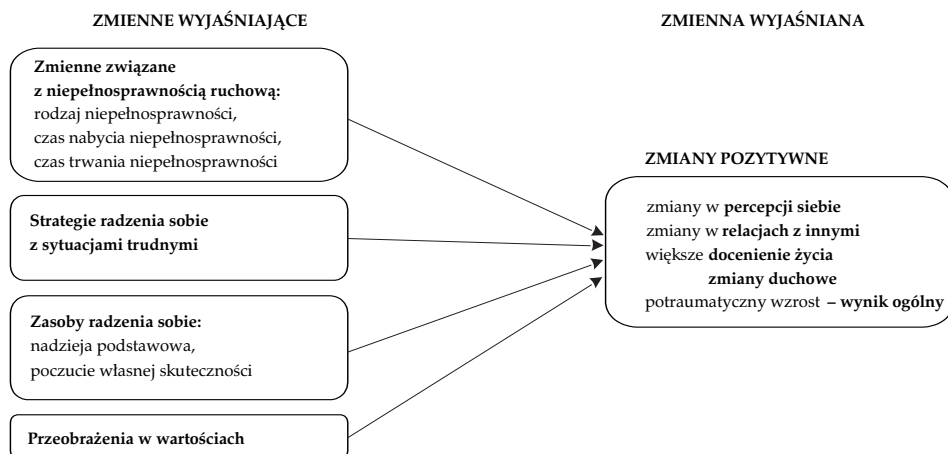 ZMIENNE WYJAŚNIAJĄCE
Zmienne związane
z niepełnosprawnością ruchową:
rodzaj niepełnosprawności,
czas nabycia niepełnosprawności,
czas trwania niepełnosprawności
Strategie radzenia sobie
z sytuacjami trudnymi
Zasoby radzenia sobie:
nadzieja podstawowa,
poczucie własnej skuteczności
Przeobrażenia w wartościach
ZMIENNA WYJAŚNIANA
ZMIANY POZYTYWNE
zmiany w percepcji siebie
zmiany w relacjach z innymi
większe docenienie życia
zmiany duchowe
potraumatyczny wzrost – wynik ogólny